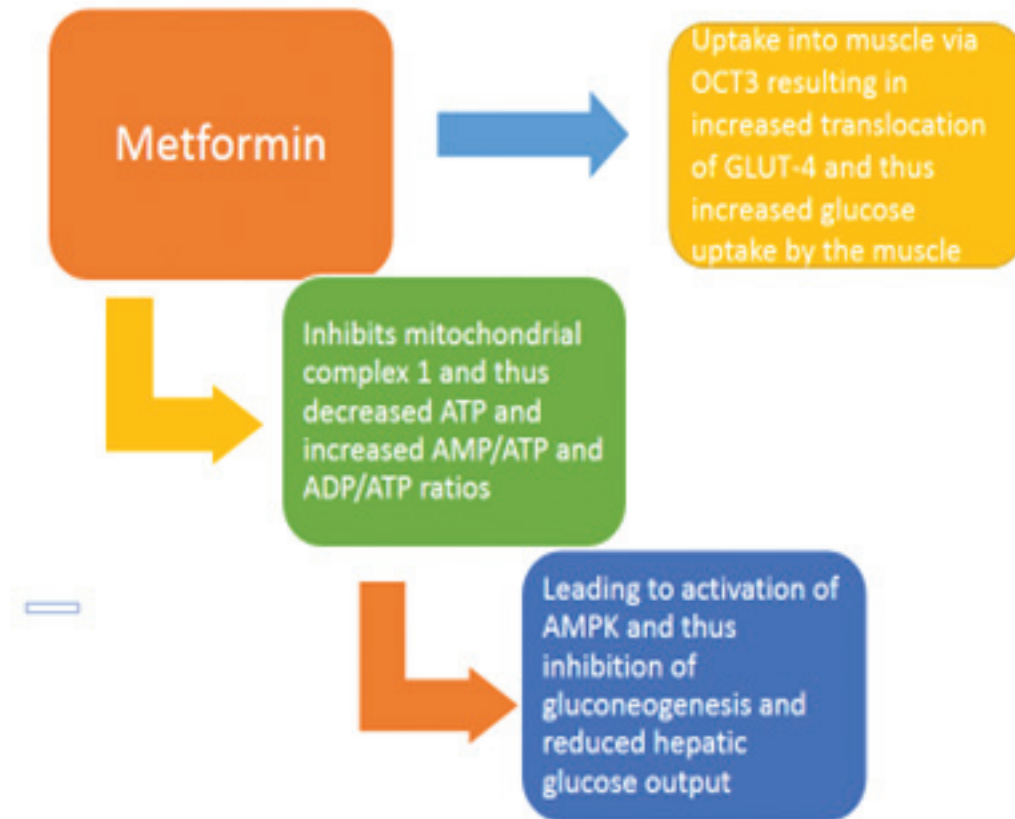 Metformin
Uptake into muscle via
OCT3 resulting in
increased translocation
of GLUT-4 and thus
increased glucose
uptake by the muscle
Inhibits mitochondrial
complex 1 and thus
decreased ATP and
increased AMP/ATP and
ADP/ATP ratios
Leading to activation of
AMPK and thus
inhibition of
gluconeogenesis and
reduced hepatic
glucose output